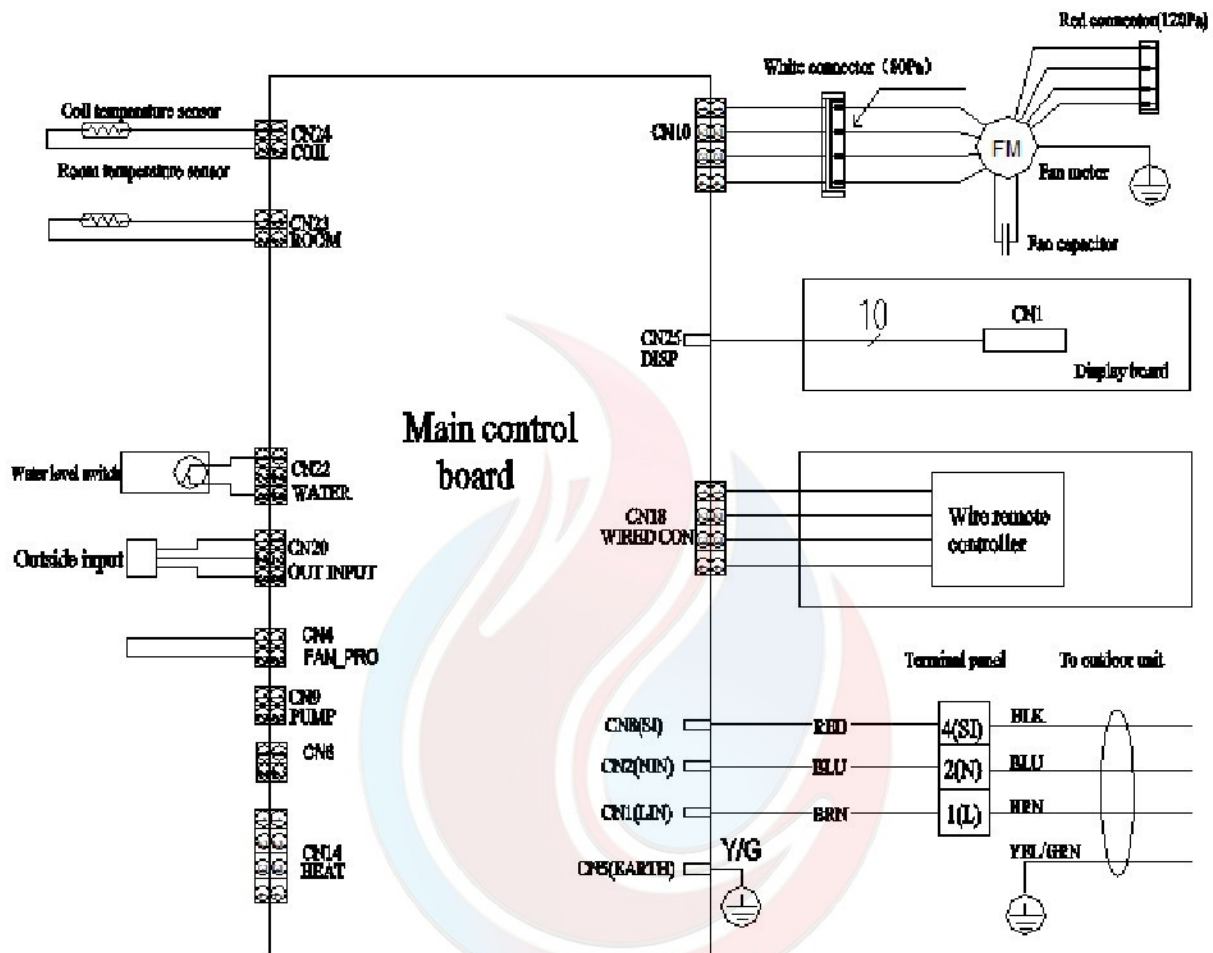 Red connentor(120Pa)
White connector (80Pa)
Coil temperature sensor
CN24
COIL
CN10
FM
Fan moter
Room temperature sensor
CN23
ROOM
Fan capacitor
10
CN1
CN25
DISP
Display board
Main control
board
Water level switch
CN22
WATER
CN18
WIRED CON
Wire remote
controller
Outside input
CN20
OUT INPUT
CN4
FAN_PRO
Terminal panel
To outdoor unit
CN9
PUMP
CN8(SI)
RED
4(SI)
BLK
CN6
CN2(NIN)
BLU
2(N)
BLU
CN1(LIN)
BRN
1(L)
BRN
CN14
HEAT
Y/G
YEL/GRN
CN5(EARTH)